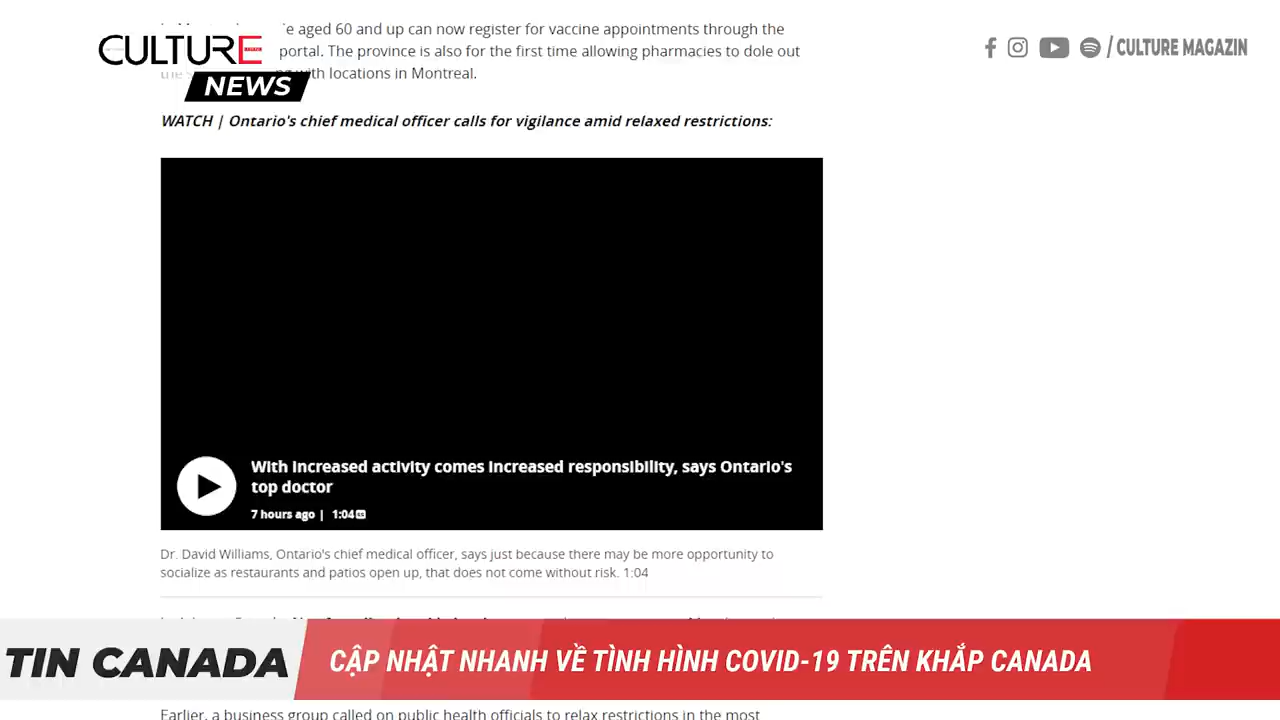 aged 60 and up can now register for vaccine appointments through the
CULTURE
portal. The province is also for the first time allowing pharmacies to dole out
with locations in Montreal.
NEWS
/ CULTURE MAGAZIN
WATCH | Ontario's chief medical officer calls for vigilance amid relaxed restrictions:
With increased activity comes increased responsibility, says Ontario's
top doctor
7 hours ago | 1:04
Dr. David Williams, Ontario's chief medical officer, says just because there may be more opportunity to
socialize as restaurants and patios open up, that does not come without risk. 1:04
TIN CANADA
CẬP NHẬT NHANH VỀ TÌNH HÌNH COVID-19 TRÊN KHẮP CANADA
Earlier, a business group called on public health officials to relax restrictions in the most